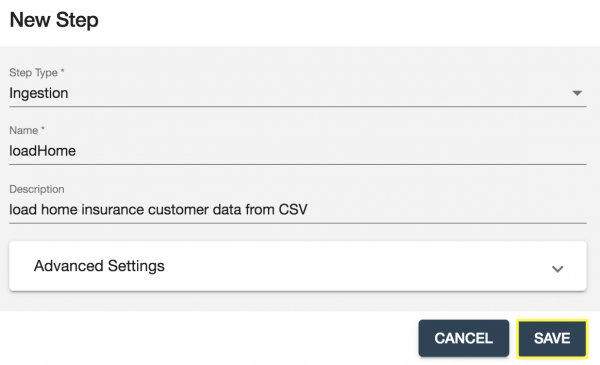 New Step
Step Type *
Ingestion
Name *
loadHome
Description
load home insurance customer data from CSV
Advanced Settings
CANCEL SAVE